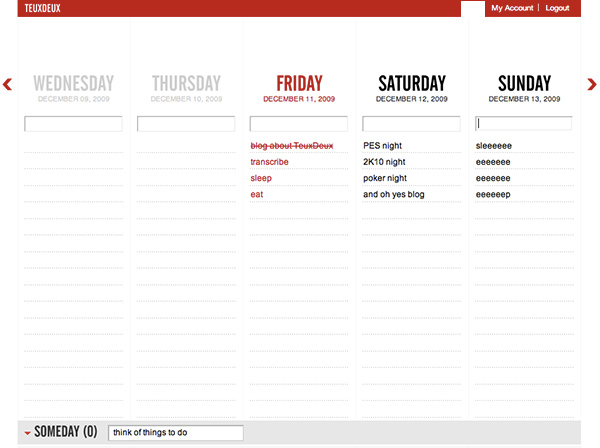 TEUXDEUX
My Account | Logout
WEDNESDAY
DECEMBER 09, 2009
THURSDAY
DECEMBER 10, 2009
FRIDAY
DECEMBER 11, 2009
blog about TeuxDeux
transcribe
sleep
eat
SATURDAY
DECEMBER 12, 2009
PES night
2K10 night
poker night
and oh yes blog
SUNDAY
DECEMBER 13, 2009
sleeeeee
eeeeeee
eeeeeee
eeeeeep
SOMEDAY (0)
think of things to do